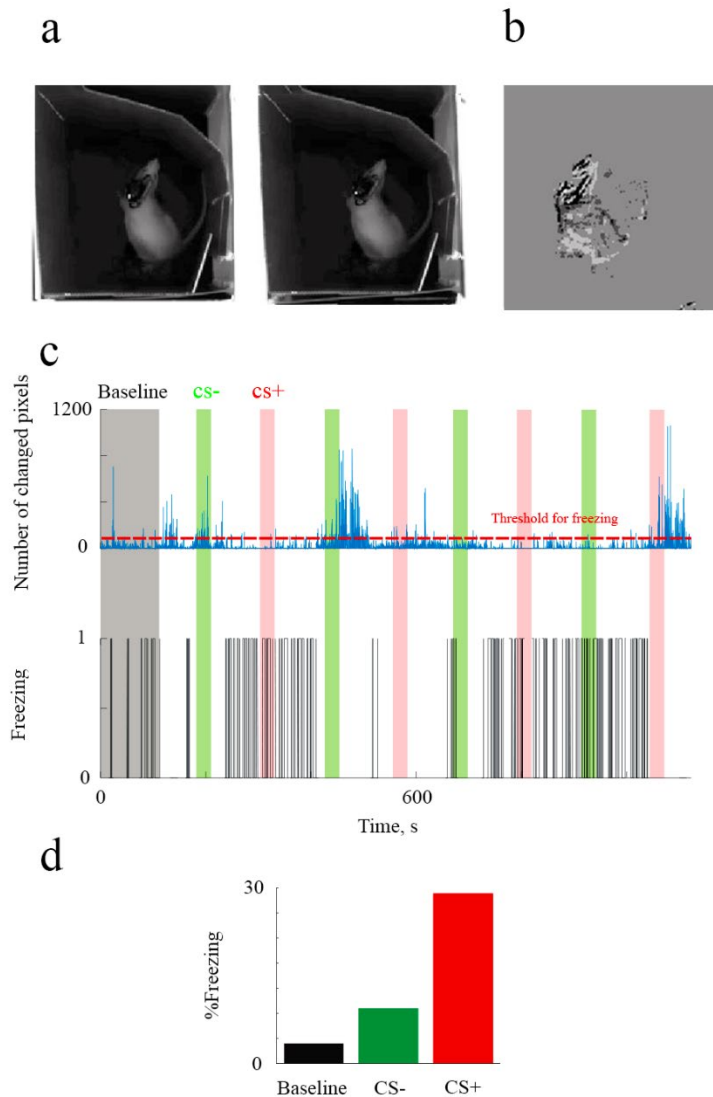 a
b
c
Baseline
cs-
cs+
Number of changed pixels
1200
0
Threshold for freezing
Freezing
1
0
0
600
Time, s
d
%Freezing
30
0
Baseline
CS-
CS+